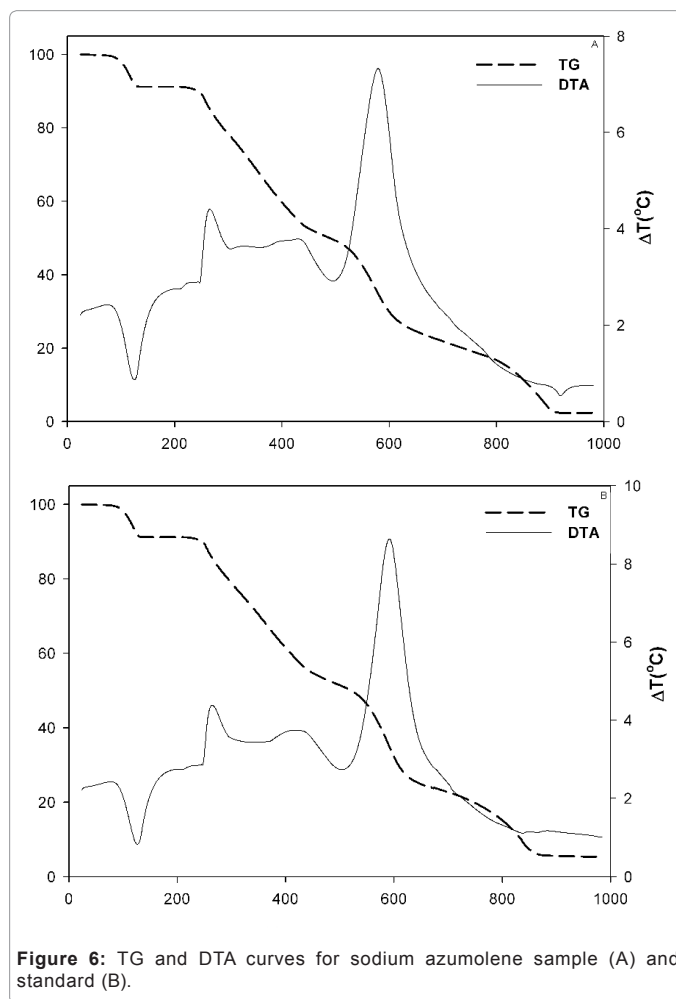 A
100
80
60
40
20
0
TG
DTA
8
6
4
2
0
ΔT(°C)
0 200 400 600 800 1000
B
100
80
60
40
20
0
TG
DTA
10
8
6
4
2
0
ΔT(°C)
0 200 400 600 800 1000
Figure 6: TG and DTA curves for sodium azumolene sample (A) and
standard (B).